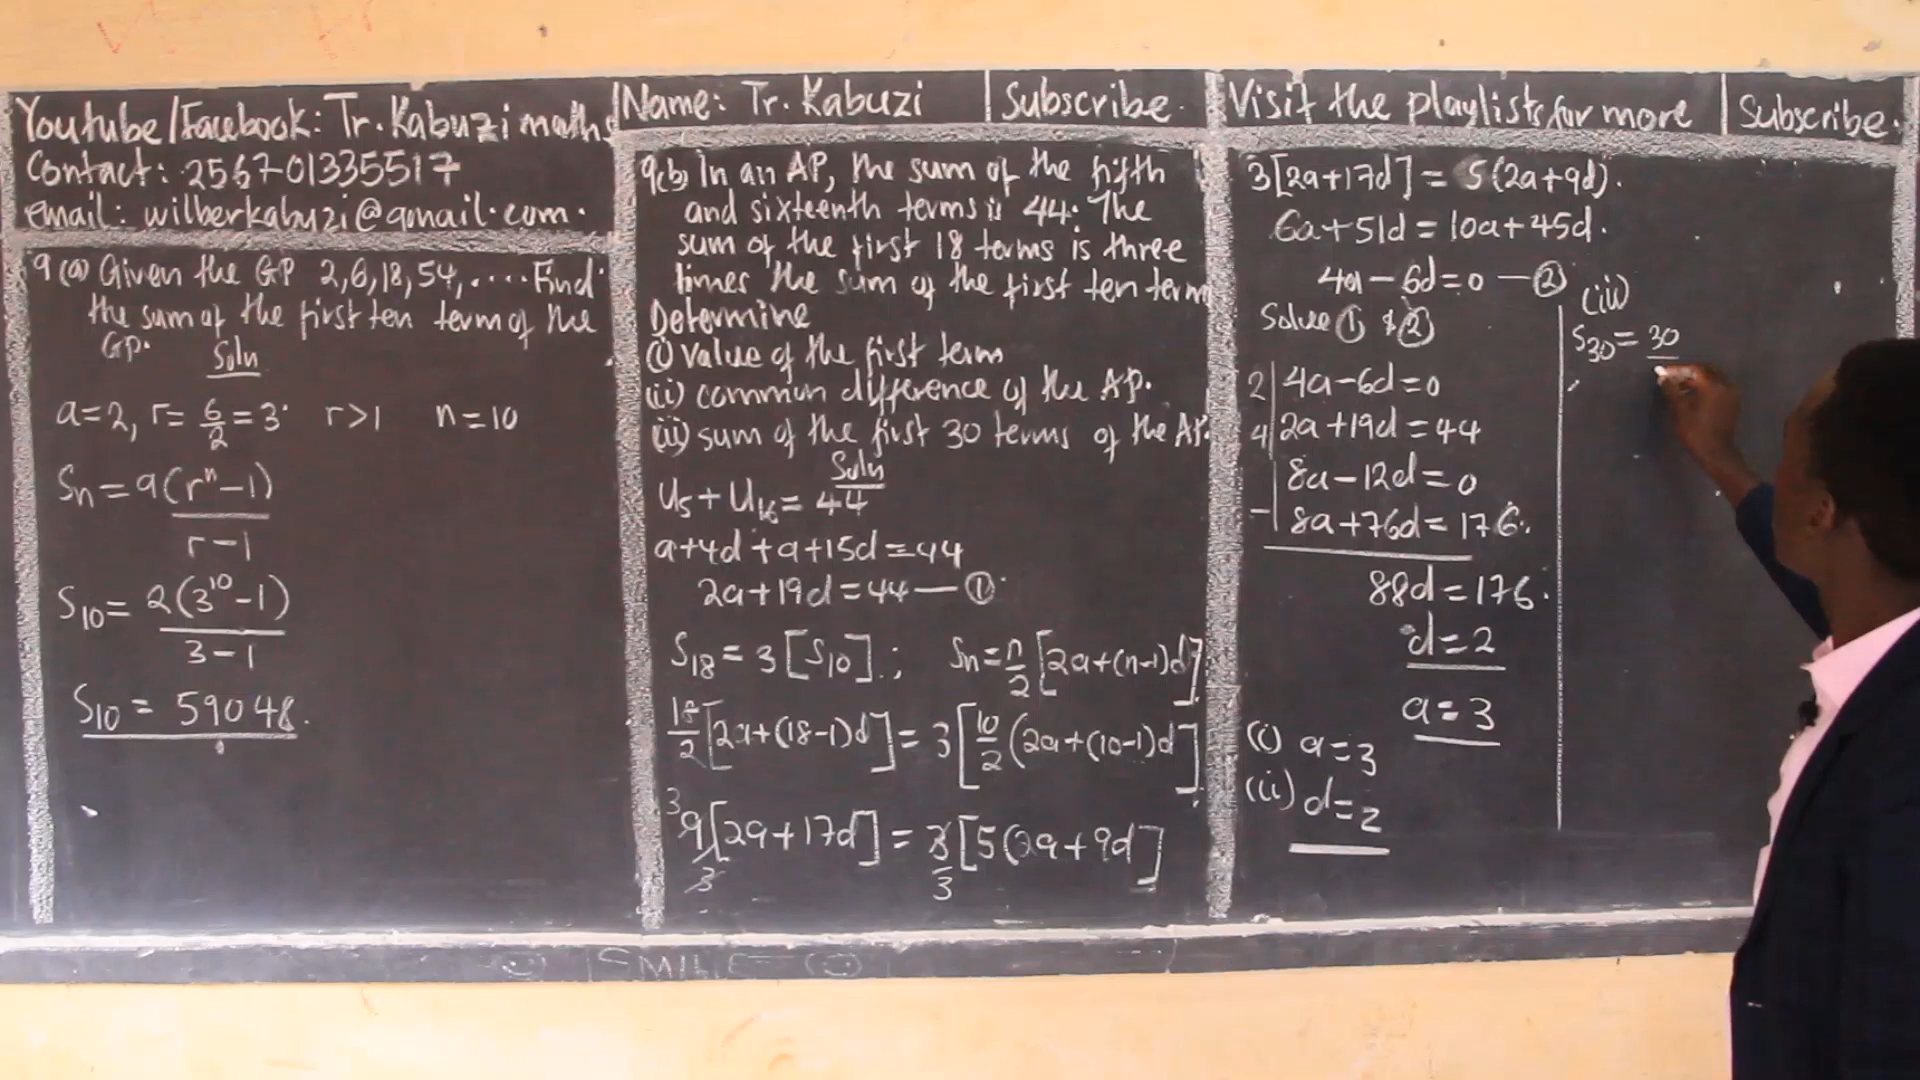 Youtube/Facebook: Tr. Kabuzi maths
Contact: 256701335517
email: wilberkabuzi@gmail.com.
9(a) Given the GP 2,6,18,54,.... Find
the sum of the first ten term of the
GP.
Soln
a=2, r= 6/2 =3 r>1 n=10
Sn = a(rⁿ-1)
r-1
S10= 2(3¹⁰-1)
3-1
S10 = 59048.
Name: Tr. Kabuzi | Subscribe.
9(b) In an AP, the sum of the fifth
and sixteenth terms is 44. The
sum of the first 18 terms is three
times the sum of the first ten term
Determine
(i) value of the first term
(ii) common difference of the AP.
(iii) sum of the first 30 terms of the AP.
Soln
U5+U16=44
a+4d+a+15d=44
2a+19d=44 — ①
S18=3[S10]; Sn=n/2[2a+(n-1)d]
18/2[2a+(18-1)d]=3[10/2(2a+(10-1)d]
3 9/3[2a+17d]=3/3[5(2a+9d]
Visit the playlists for more | Subscribe.
3[2a+17d]=5(2a+9d).
6a+51d=10a+45d.
4a-6d=0 — ②
Solve ① & ②
2| 4a-6d=0
4| 2a+19d=44
8a-12d=0
-| 8a+76d=176.
88d=176.
d=2
a=3
(i) a=3
(ii) d=2
(iii)
S30= 30
SMILE